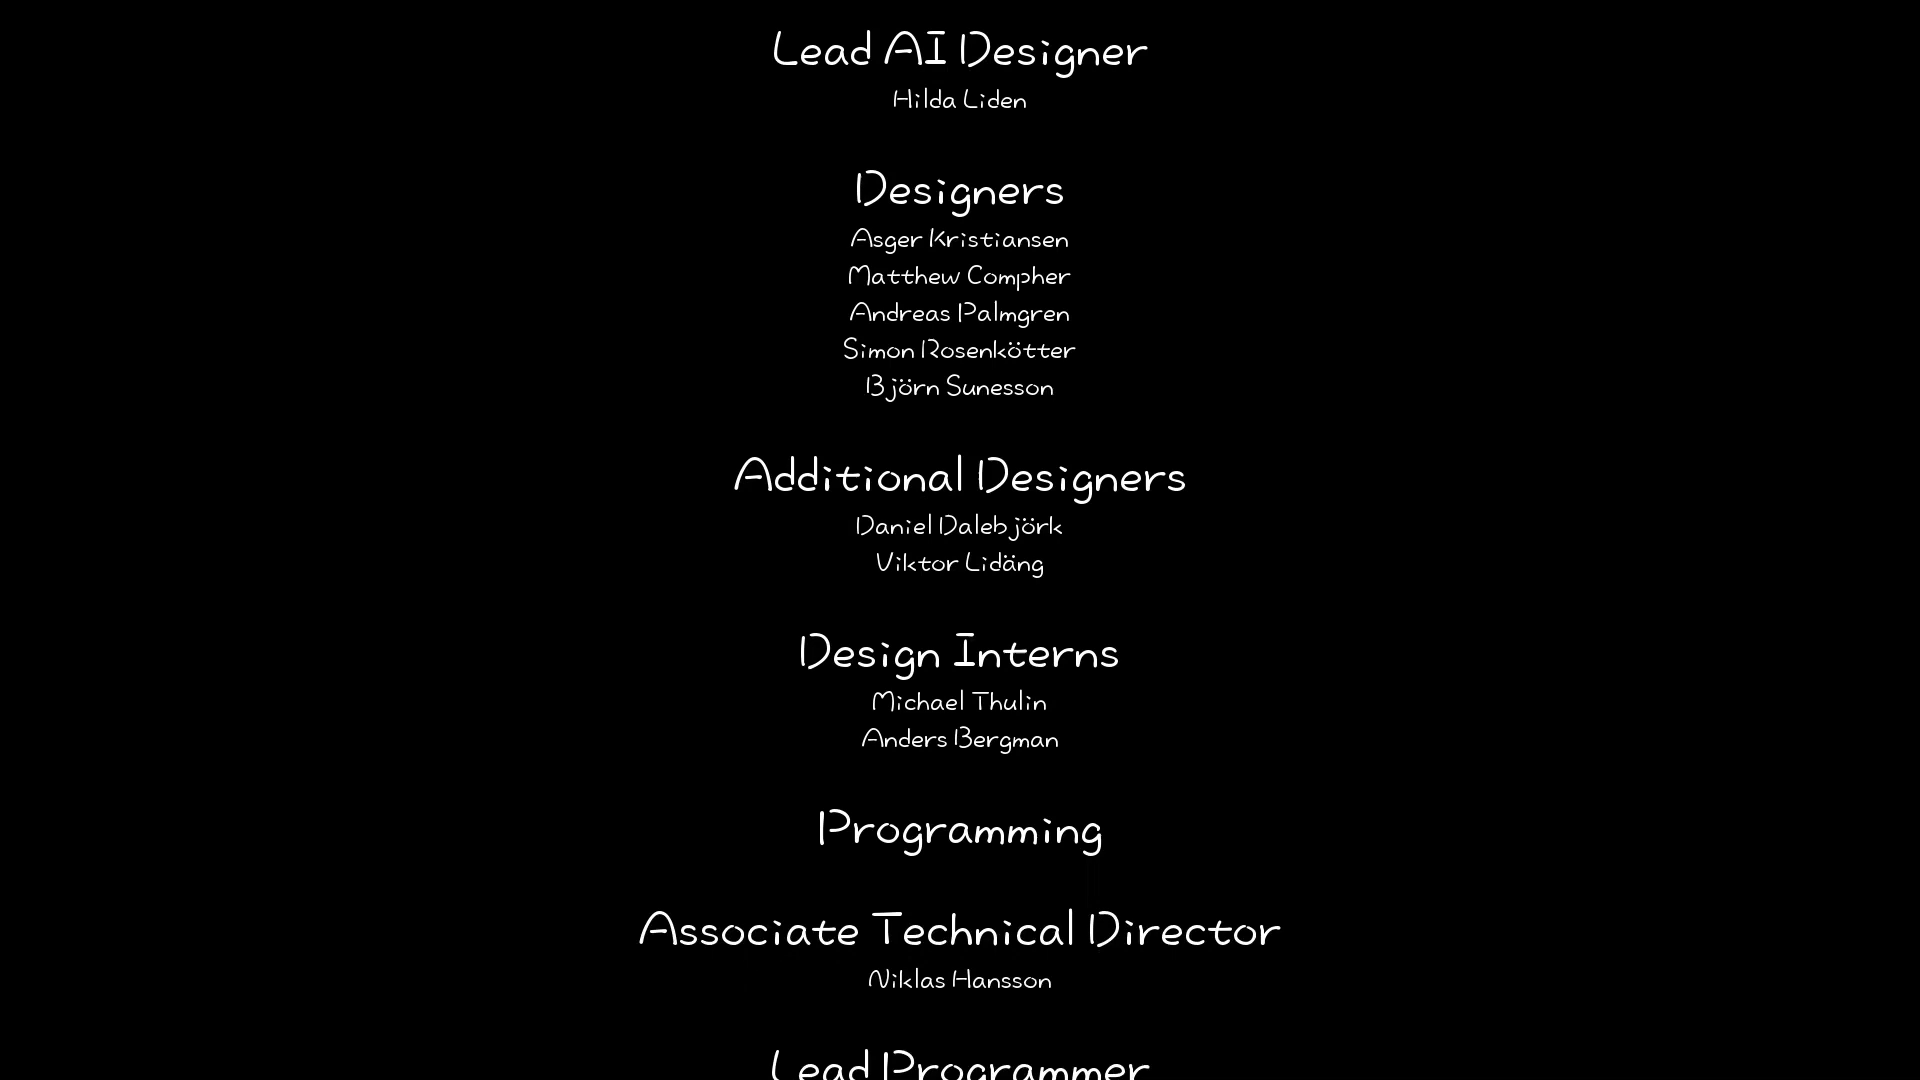 Lead AI Designer
Hilda Liden
Designers
Asger Kristiansen
Matthew Compher
Andreas Palmgren
Simon Rosenkötter
Björn Sunesson
Additional Designers
Daniel Dalebjörk
Viktor Lidäng
Design Interns
Michael Thulin
Anders Bergman
Programming
Associate Technical Director
Niklas Hansson
Lead Programmer